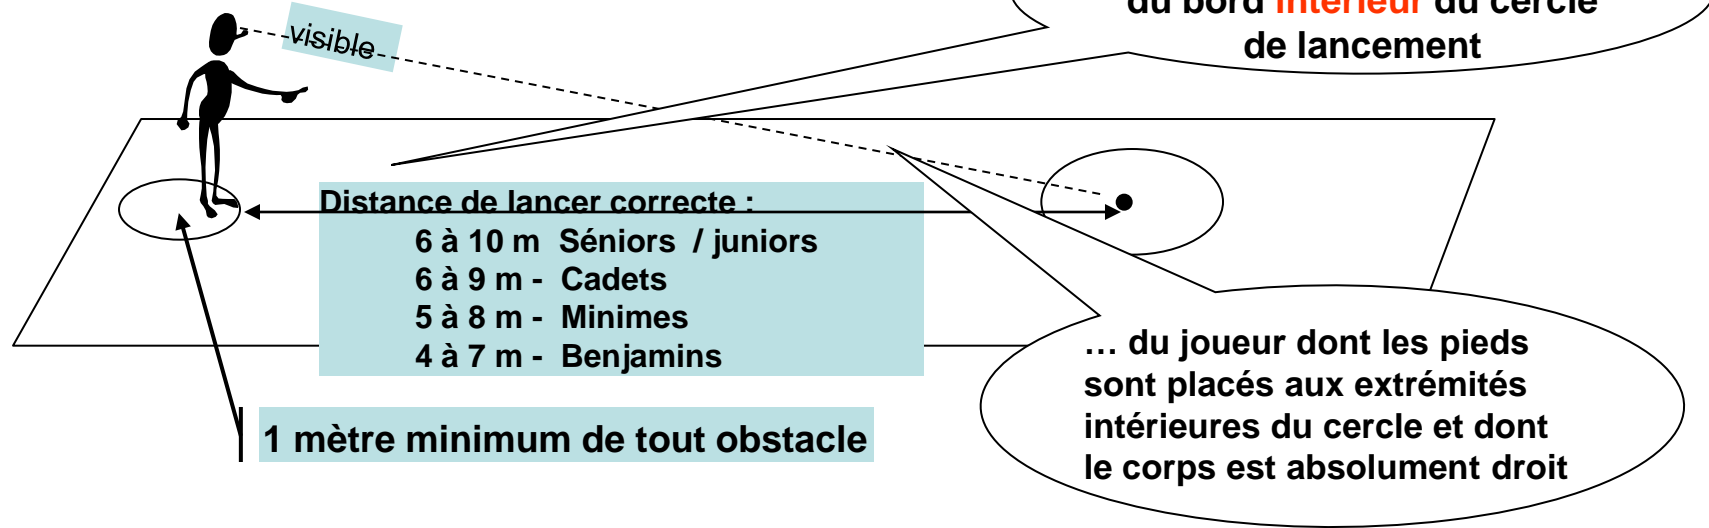 du bord intérieur du cercle
de lancement
visible
Distance de lancer correcte :
6 à 10 m  Séniors  / juniors
6 à 9 m -  Cadets
5 à 8 m -  Minimes
4 à 7 m -  Benjamins
1 mètre minimum de tout obstacle
… du joueur dont les pieds
sont placés aux extrémités
intérieures du cercle et dont
le corps est absolument droit